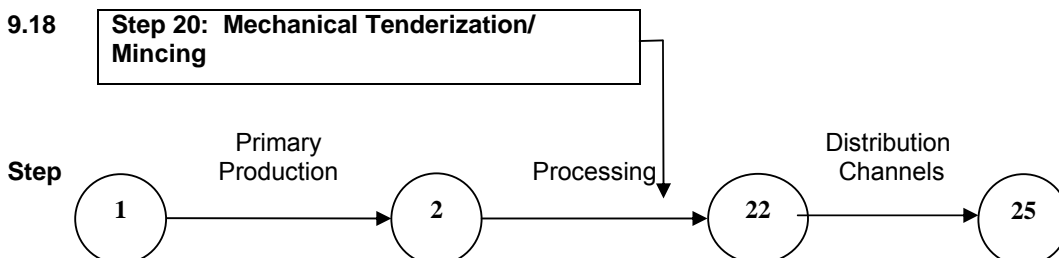 9.18 Step 20: Mechanical Tenderization/
Mincing
Primary
Production
Processing
Distribution
Channels
Step
1
2
22
25